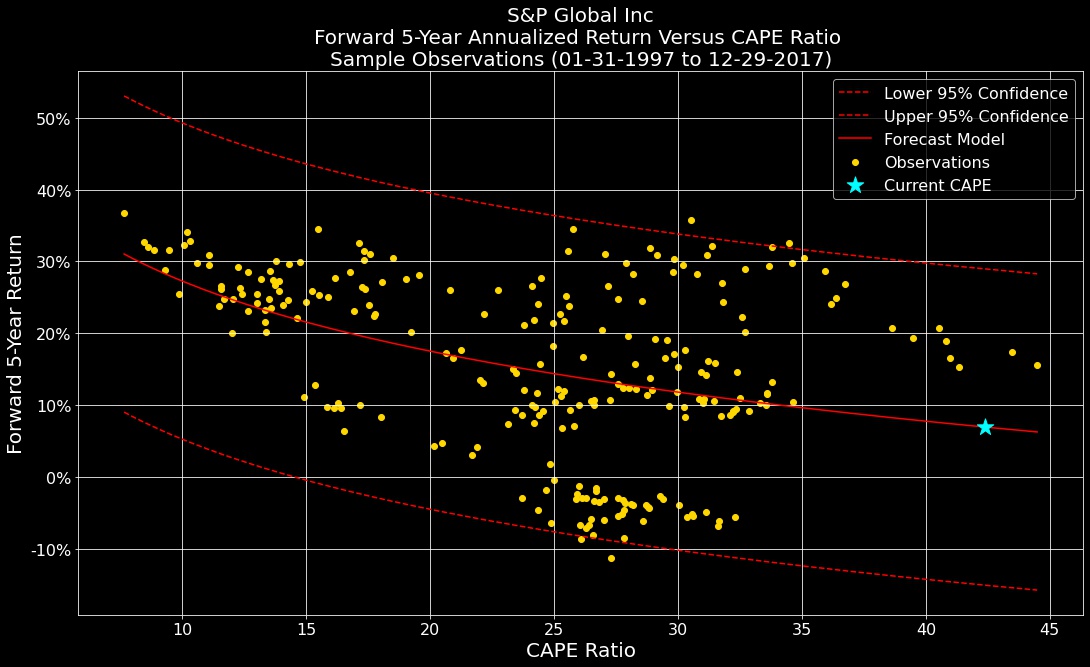 S&P Global Inc
Forward 5-Year Annualized Return Versus CAPE Ratio
Sample Observations (01-31-1997 to 12-29-2017)
Lower 95% Confidence
Upper 95% Confidence
Forecast Model
Observations
Current CAPE
Forward 5-Year Return
50%
40%
30%
20%
10%
0%
-10%
10 15 20 25 30 35 40 45
CAPE Ratio